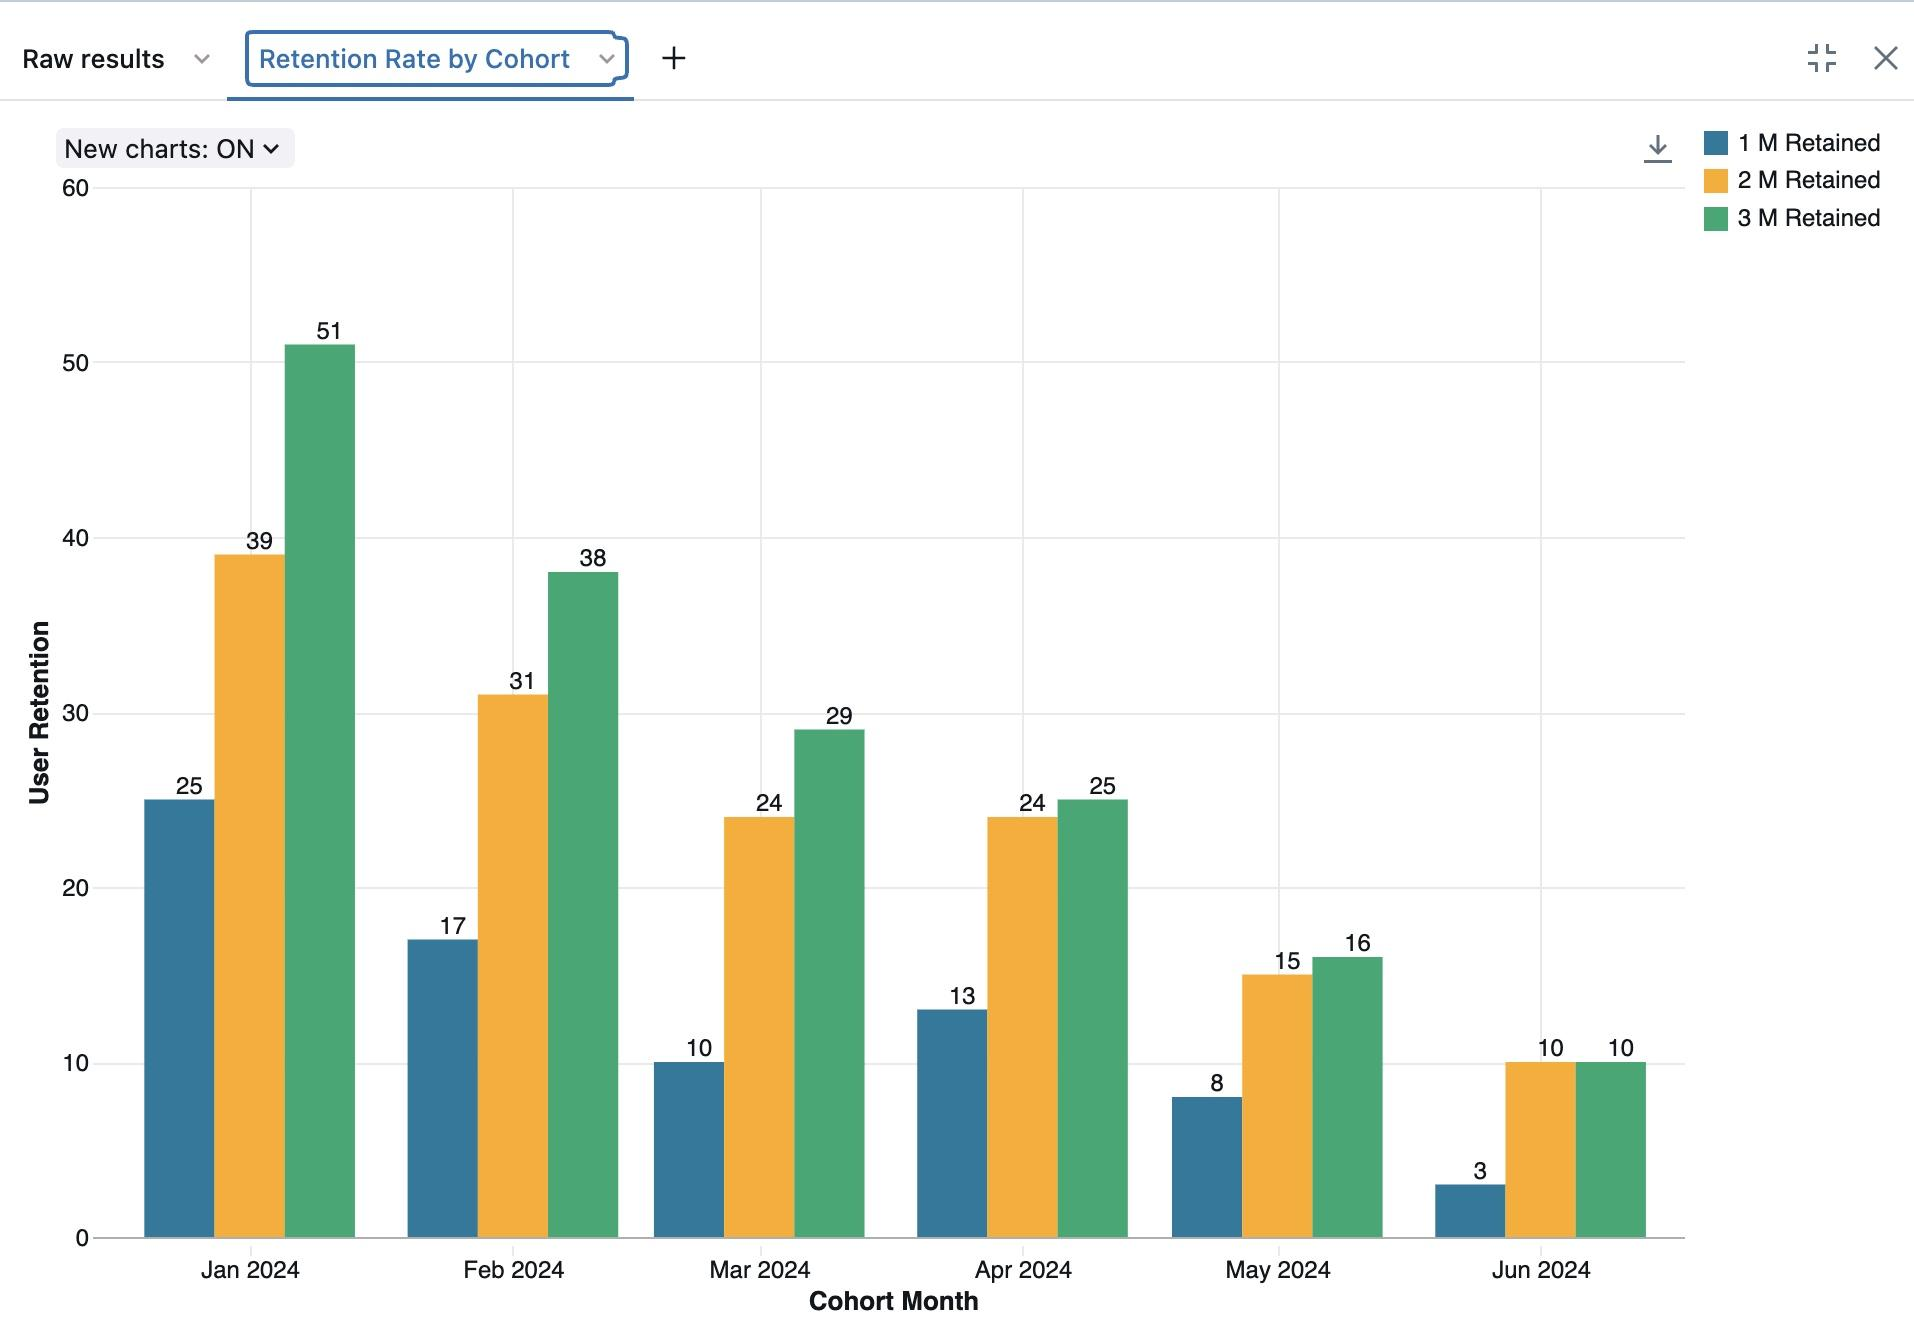 Raw results
Retention Rate by Cohort
New charts: ON
1 M Retained
2 M Retained
3 M Retained
60
50
40
30
20
10
0
User Retention
25
39
51
17
31
38
10
24
29
13
24
25
8
15
16
3
10
10
Jan 2024
Feb 2024
Mar 2024
Apr 2024
May 2024
Jun 2024
Cohort Month